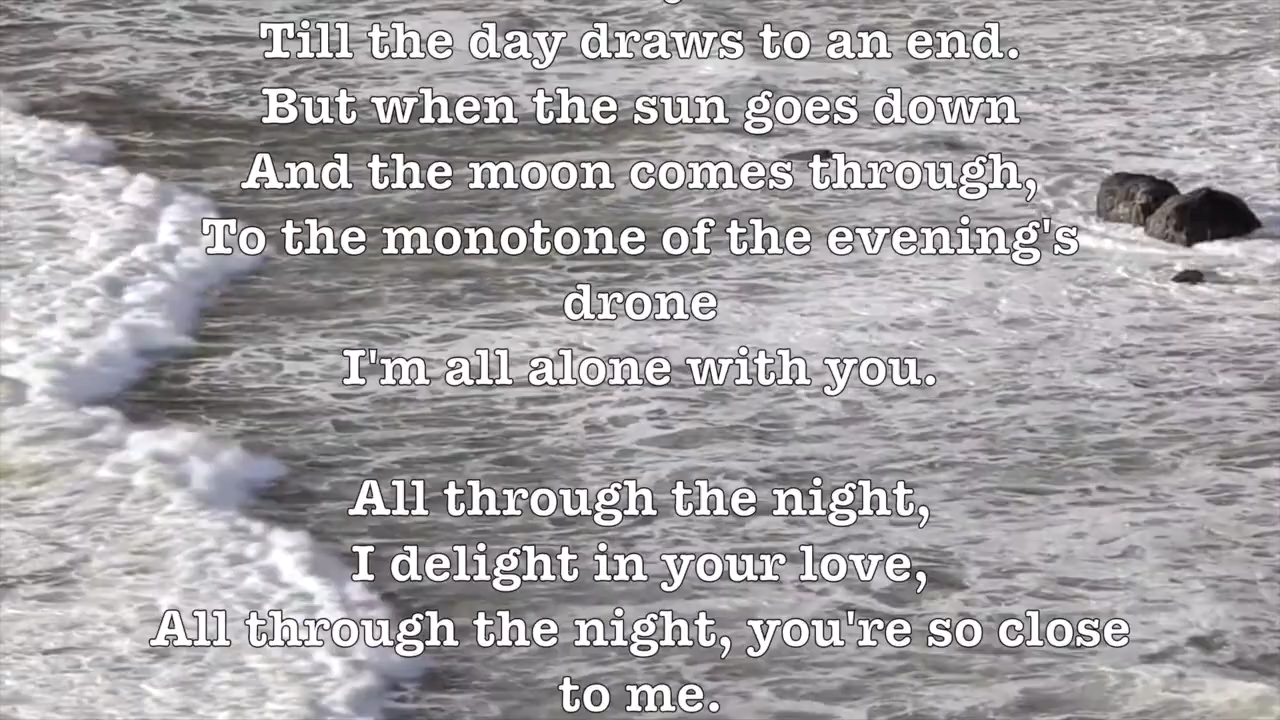 Till the day draws to an end.
But when the sun goes down
And the moon comes through,
To the monotone of the evening's
drone
I'm all alone with you.
All through the night,
I delight in your love,
All through the night, you're so close
to me.